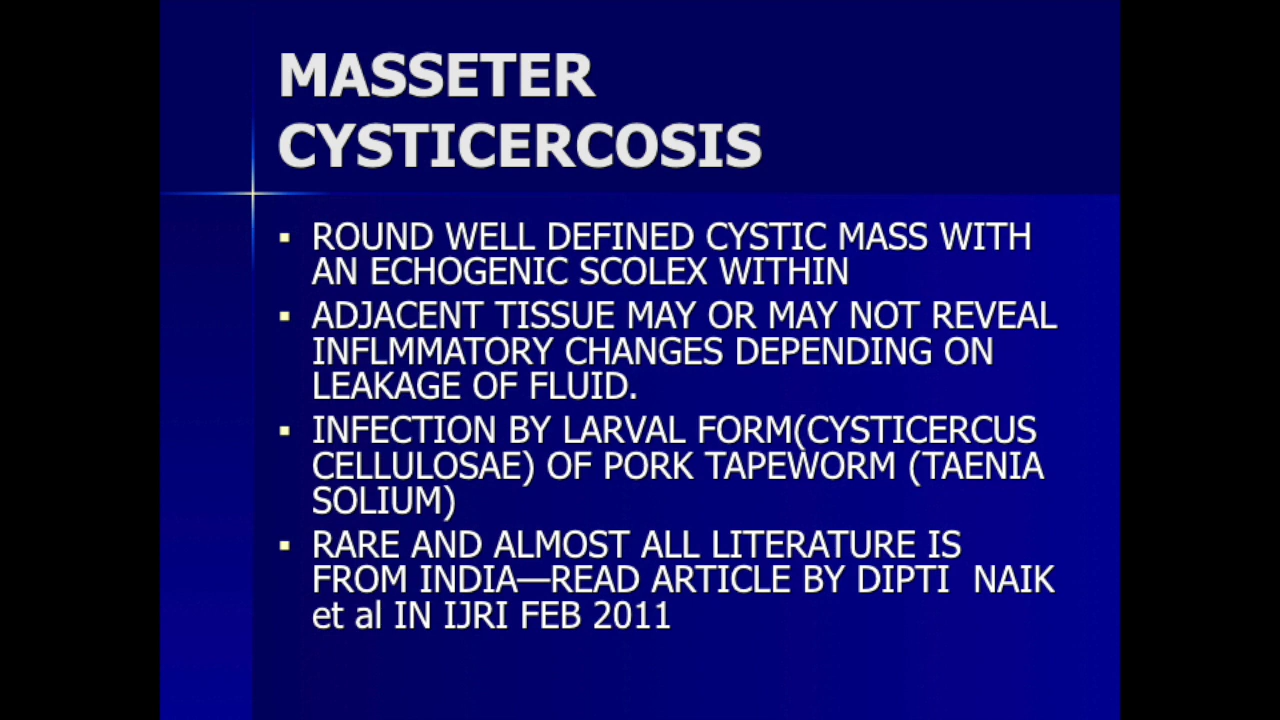 MASSETER
CYSTICERCOSIS
▪ ROUND WELL DEFINED CYSTIC MASS WITH
AN ECHOGENIC SCOLEX WITHIN
▪ ADJACENT TISSUE MAY OR MAY NOT REVEAL
INFLMMATORY CHANGES DEPENDING ON
LEAKAGE OF FLUID.
▪ INFECTION BY LARVAL FORM(CYSTICERCUS
CELLULOSAE) OF PORK TAPEWORM (TAENIA
SOLIUM)
▪ RARE AND ALMOST ALL LITERATURE IS
FROM INDIA—READ ARTICLE BY DIPTI  NAIK
et al IN IJRI FEB 2011